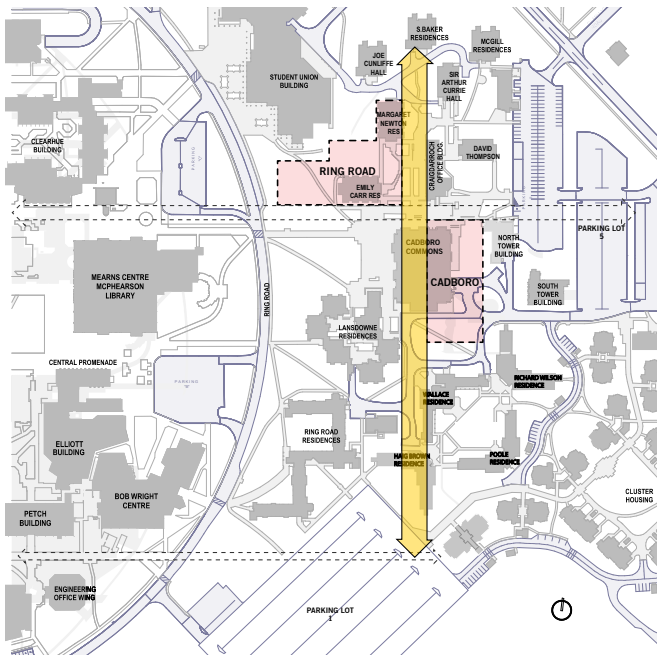 S.BAKER
RESIDENCES
JOE
CUNLIFFE
HALL
MCGILL
RESIDENCES
STUDENT UNION
BUILDING
SIR
ARTHUR
CURRIE
HALL
MARGARET
NEWTON
RES
CLEARHUE
BUILDING
PARKING
CRAIGDARROCH
OFFICE BLDG.
DAVID
THOMPSON
RING ROAD
EMILY
CARR RES
PARKING LOT
5
CADBORO
COMMONS
NORTH
TOWER
BUILDING
MEARNS CENTRE
MCPHEARSON
LIBRARY
CADBORO
SOUTH
TOWER
BUILDING
RING ROAD
LANSDOWNE
RESIDENCES
CENTRAL PROMENADE
PARKING
RICHARD WILSON
RESIDENCE
WALLACE
RESIDENCE
ELLIOTT
BUILDING
RING ROAD
RESIDENCES
HAIG BROWN
RESIDENCE
POOLE
RESIDENCE
BOB WRIGHT
CENTRE
CLUSTER
HOUSING
PETCH
BUILDING
ENGINEERING
OFFICE WING
PARKING LOT
1